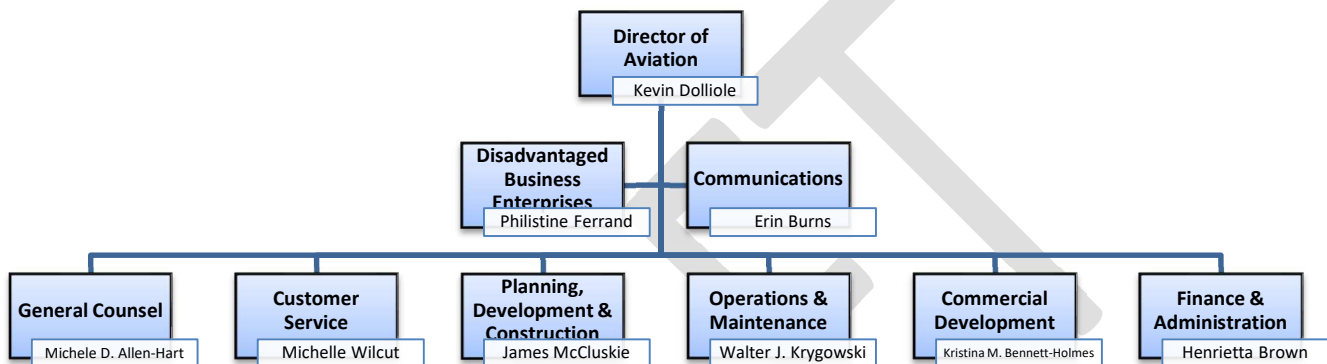 Director of
Aviation
Kevin Dolliole
Disadvantaged
Business
Enterprises
Philistine Ferrand
Communications
Erin Burns
General Counsel
Michele D. Allen-Hart
Customer
Service
Michelle Wilcut
Planning,
Development &
Construction
James McCluskie
Operations &
Maintenance
Walter J. Krygowski
Commercial
Development
Kristina M. Bennett-Holmes
Finance &
Administration
Henrietta Brown